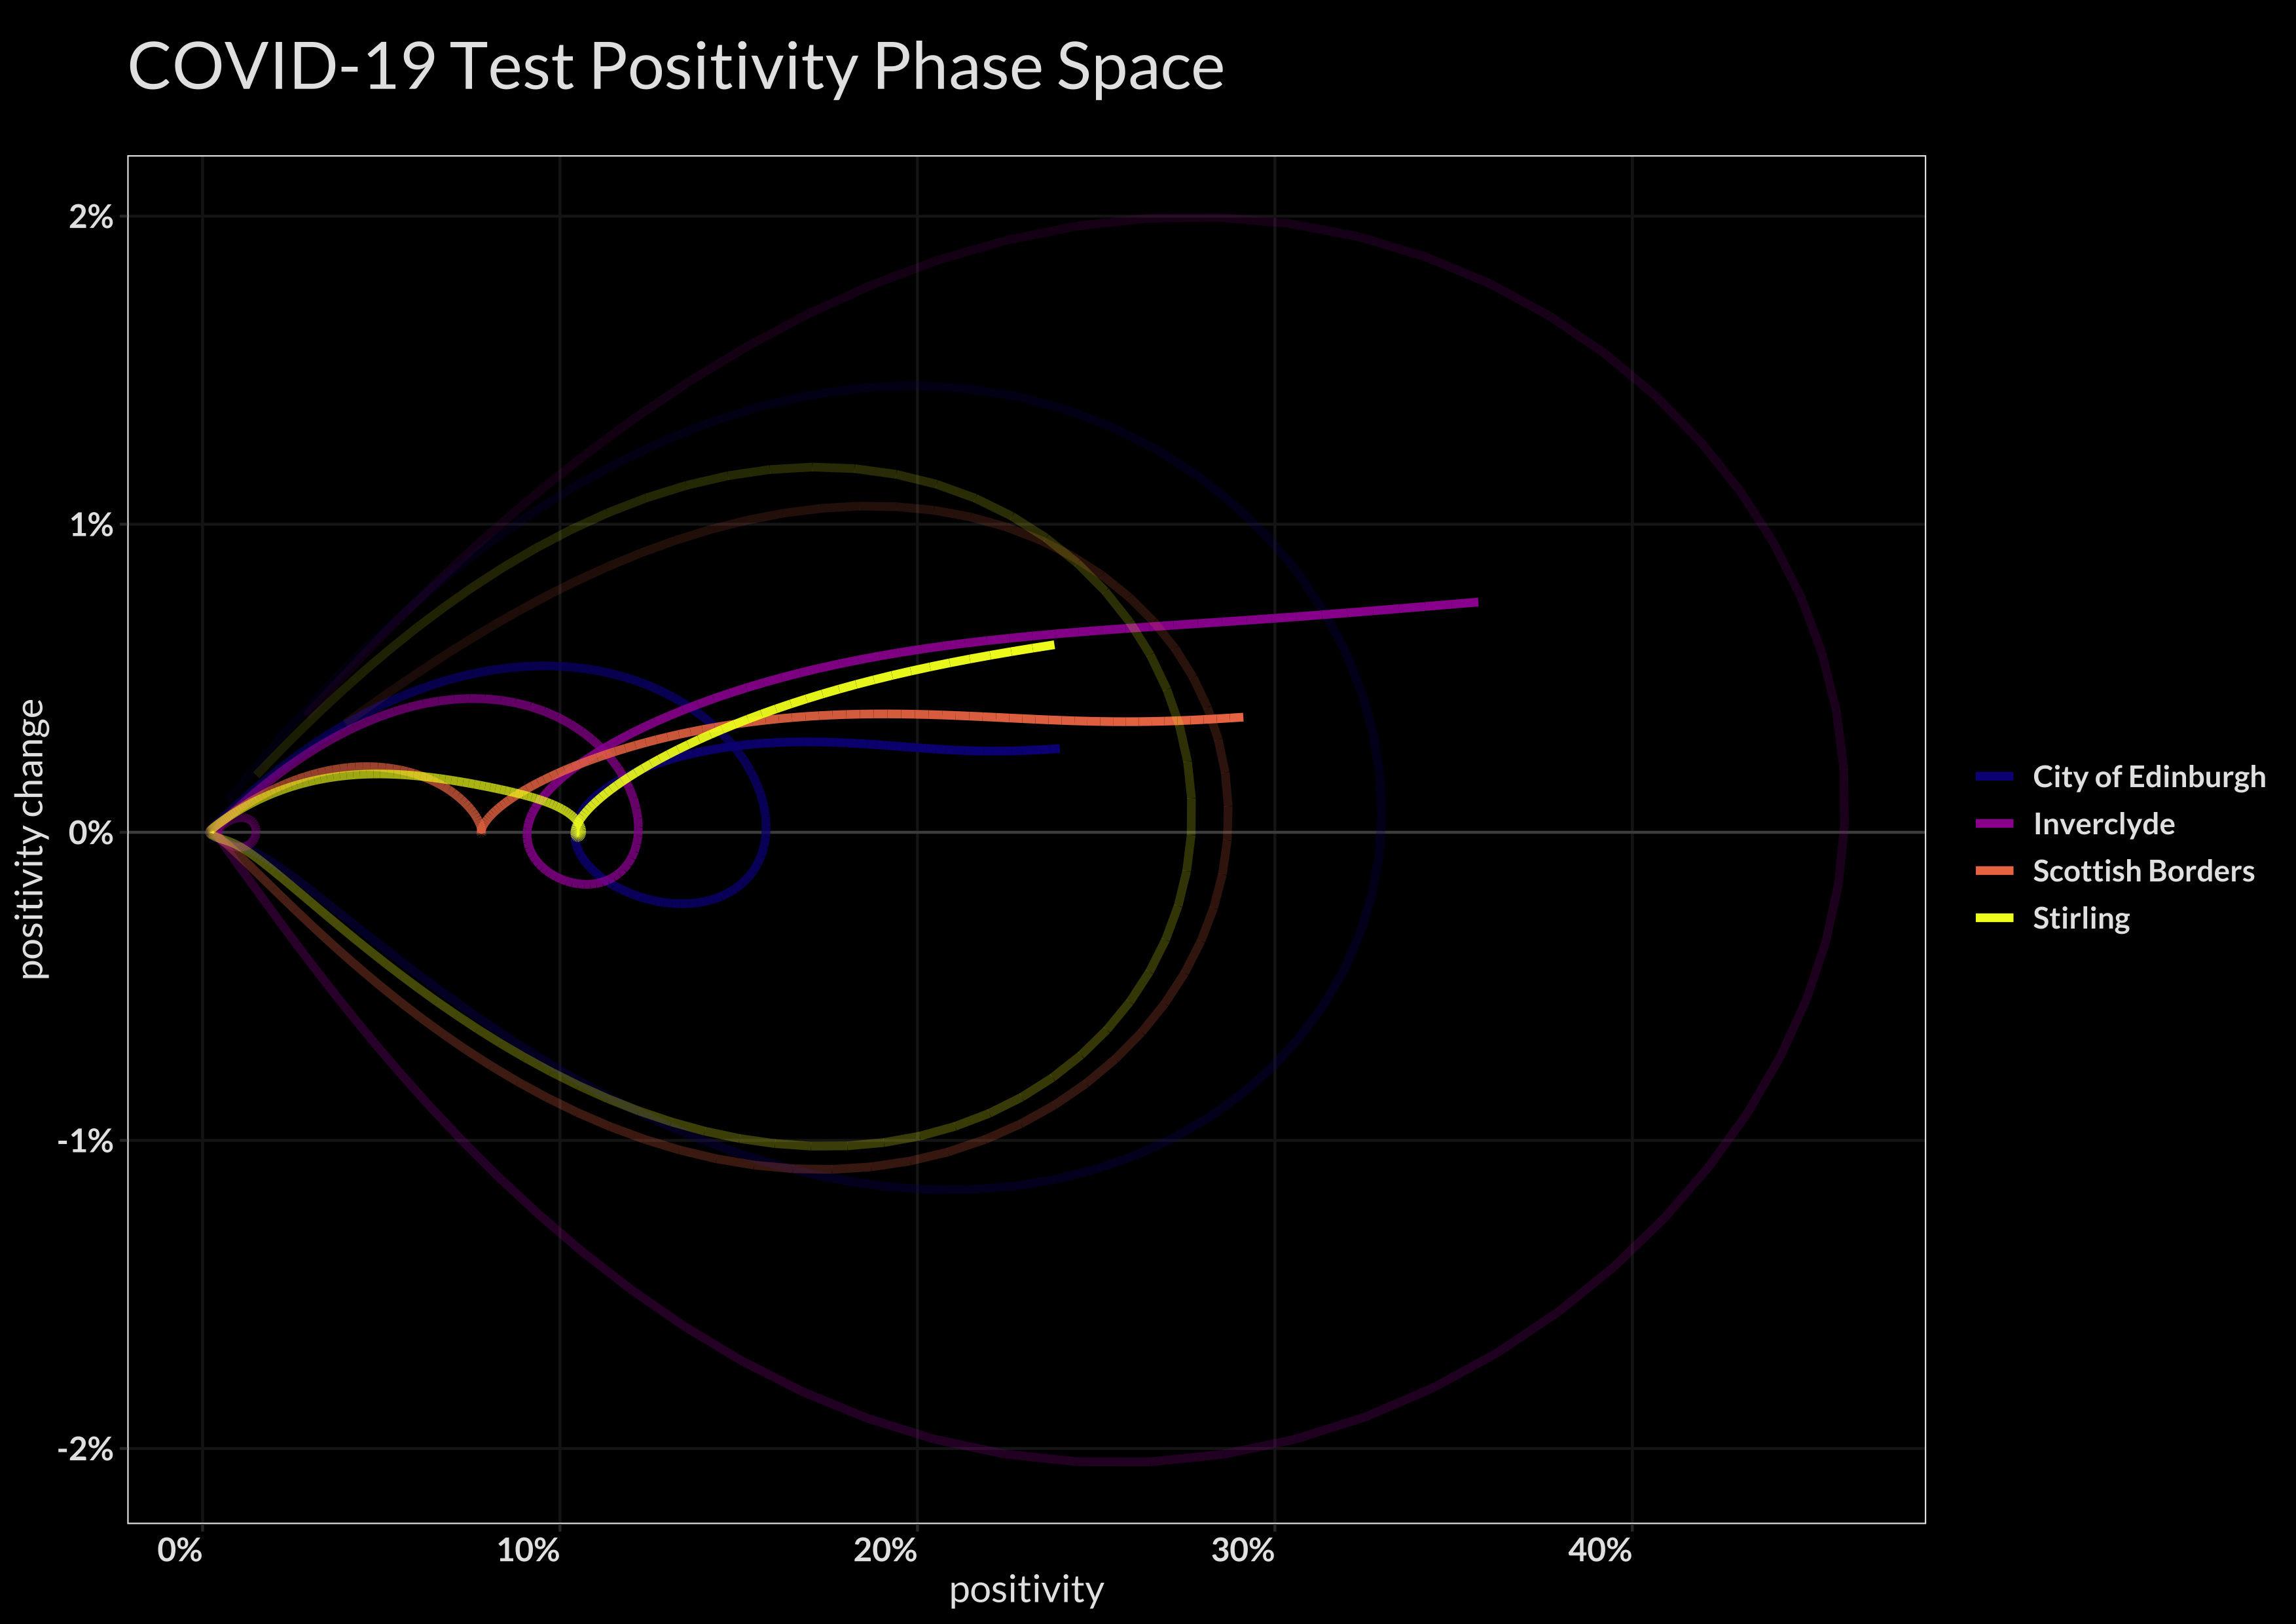 COVID-19 Test Positivity Phase Space
2%
1%
0%
-1%
-2%
positivity change
0% 10% 20% 30% 40%
positivity
City of Edinburgh
Inverclyde
Scottish Borders
Stirling